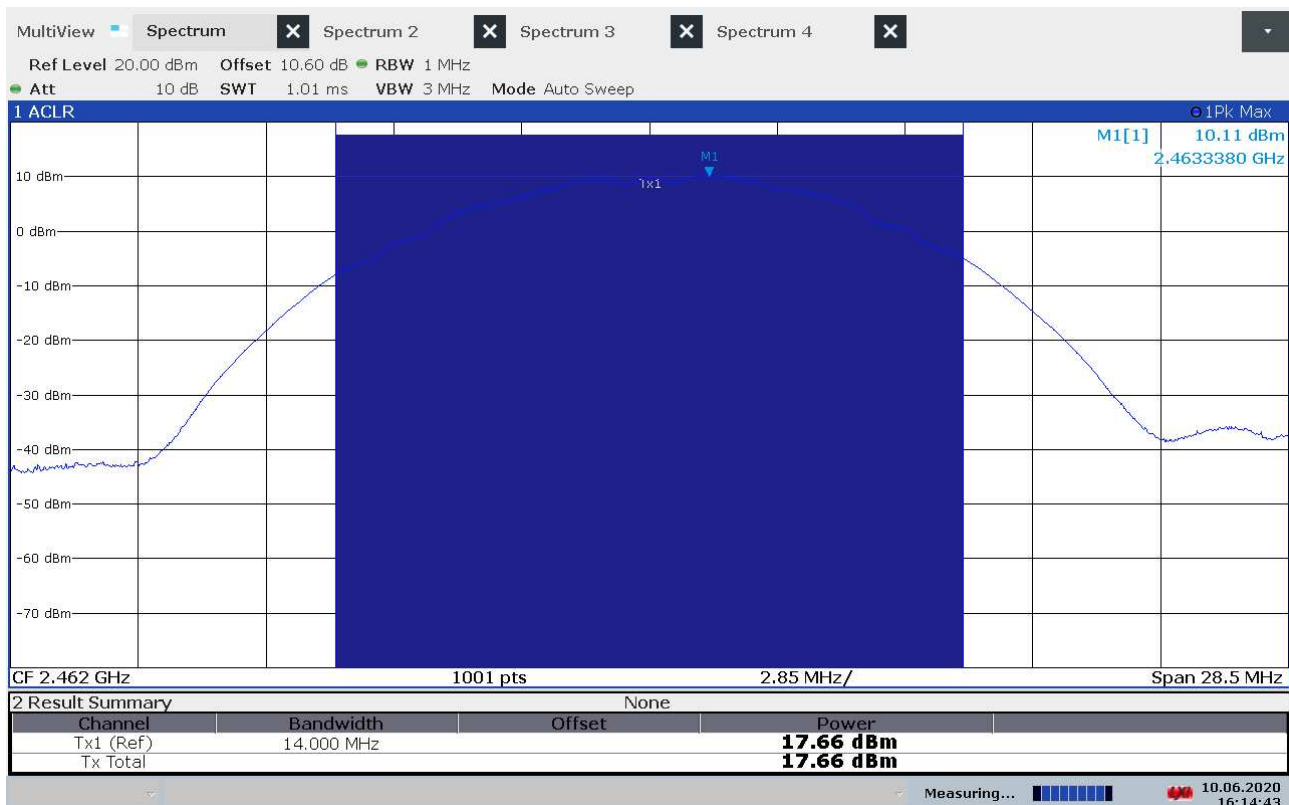 MultiView Spectrum Spectrum 2 Spectrum 3 Spectrum 4
Ref Level 20.00 dBm Offset 10.60 dB RBW 1 MHz
Att 10 dB SWT 1.01 ms VBW 3 MHz Mode Auto Sweep
1 ACLR 1Pk Max
M1[1] 10.11 dBm
2.4633380 GHz
M1
10 dBm
Tx1
0 dBm
-10 dBm
-20 dBm
-30 dBm
-40 dBm
-50 dBm
-60 dBm
-70 dBm
CF 2.462 GHz 1001 pts 2.85 MHz/ Span 28.5 MHz
2 Result Summary None
Channel Bandwidth Offset Power
Tx1 (Ref) 14.000 MHz 17.66 dBm
Tx Total 17.66 dBm
Measuring... 10.06.2020
16:14:43